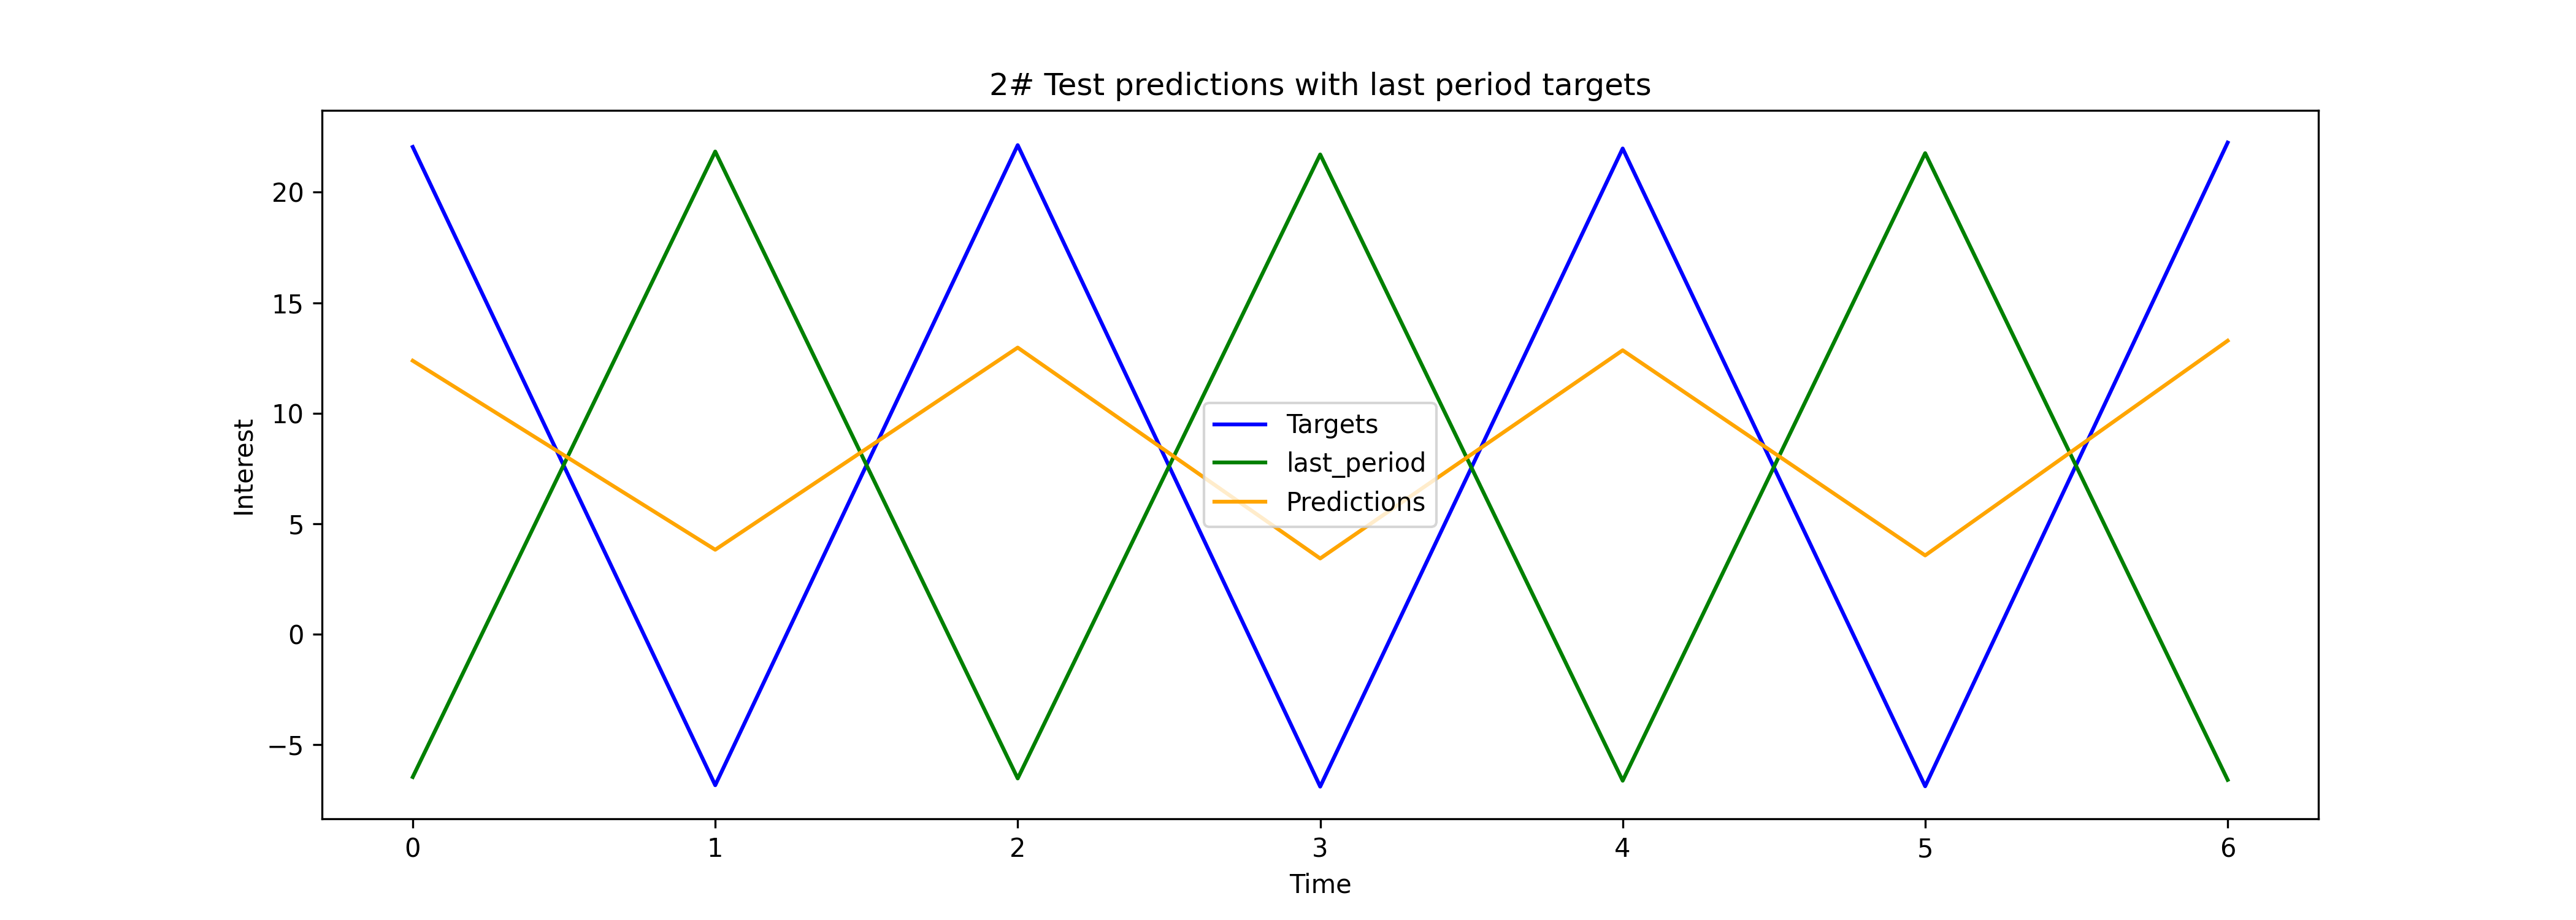 2# Test predictions with last period targets
Interest
20
15
10
5
0
−5
Targets
last_period
Predictions
0 1 2 3 4 5 6
Time